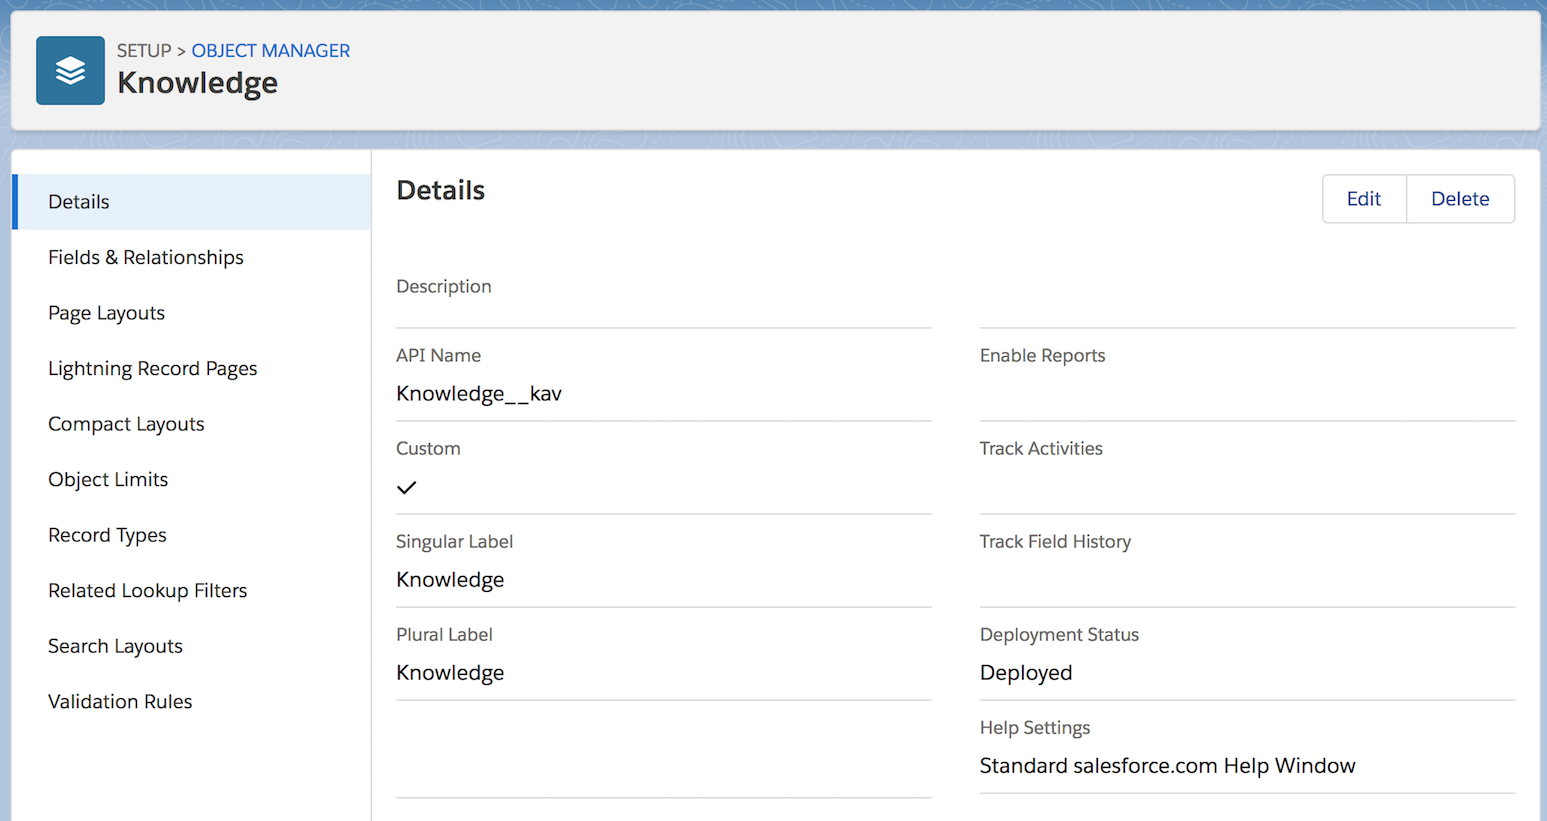 SETUP > OBJECT MANAGER
Knowledge
Details
Fields & Relationships
Page Layouts
Lightning Record Pages
Compact Layouts
Object Limits
Record Types
Related Lookup Filters
Search Layouts
Validation Rules
Details
Edit
Delete
Description
API Name
Knowledge__kav
Enable Reports
Custom
Track Activities
Singular Label
Knowledge
Track Field History
Plural Label
Knowledge
Deployment Status
Deployed
Help Settings
Standard salesforce.com Help Window